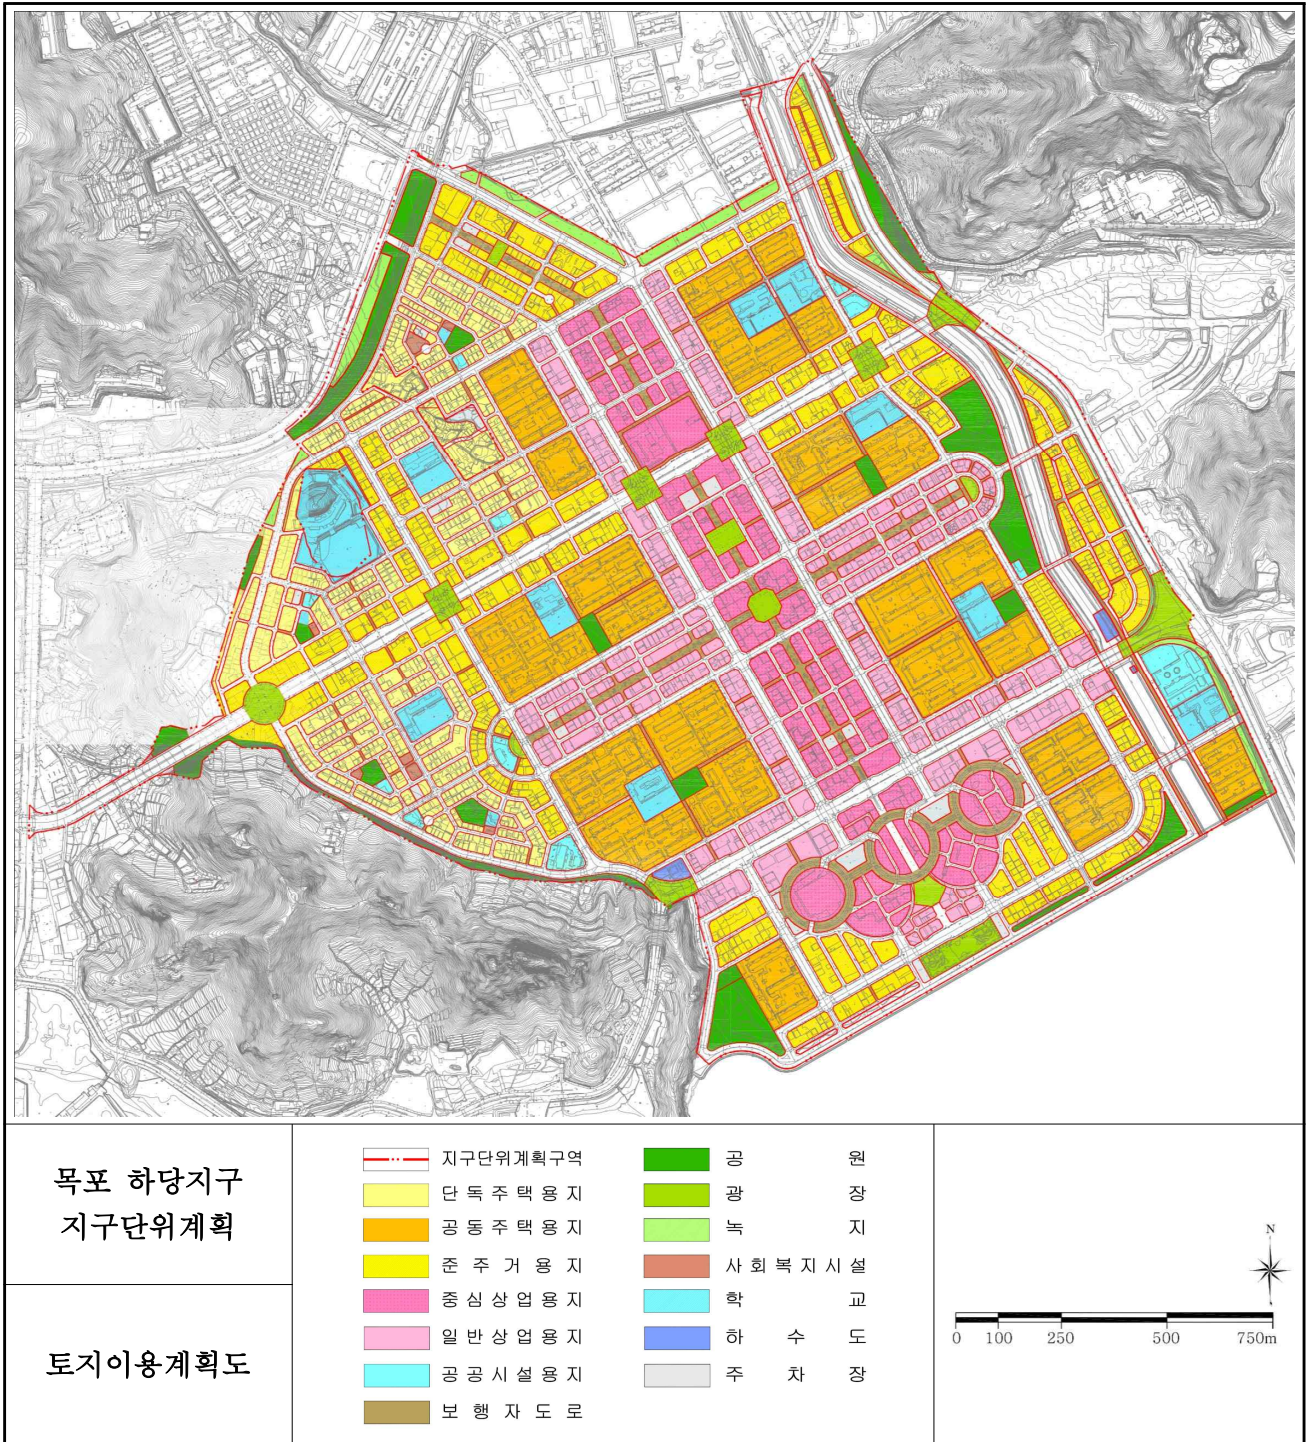 목포 하당지구
지구단위계획
토지이용계획도
지구단위계획구역
단독주택용지
공동주택용지
준주거용지
중심상업용지
일반상업용지
공공시설용지
보행자도로
공원
광장
녹지
사회복지시설
학교
하수도
주차장
N
0 100 250 500 750m